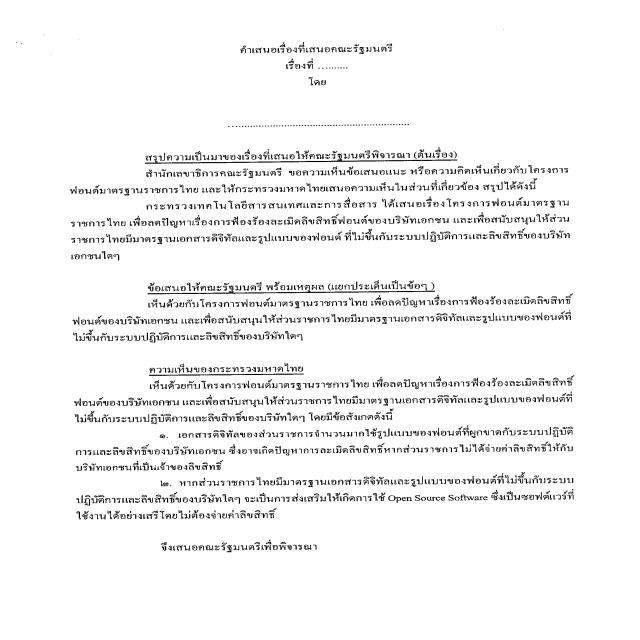 คำเสนอเรื่องที่เสนอคณะรัฐมนตรี
เรื่องที่ ..........
โดย
................................................................
สรุปความเป็นมาของเรื่องที่เสนอให้คณะรัฐมนตรีพิจารณา (ต้นเรื่อง)
สำนักเลขาธิการคณะรัฐมนตรี ขอความเห็นข้อเสนอแนะ หรือความคิดเห็นเกี่ยวกับโครงการ
ฟอนต์มาตรฐานราชการไทย และให้กระทรวงมหาดไทยเสนอความเห็นในส่วนที่เกี่ยวข้อง สรุปได้ดังนี้
กระทรวงเทคโนโลยีสารสนเทศและการสื่อสาร ได้เสนอเรื่องโครงการฟอนต์มาตรฐาน
ราชการไทย เพื่อลดปัญหาเรื่องการฟ้องร้องละเมิดลิขสิทธิ์ฟอนต์ของบริษัทเอกชน และเพื่อสนับสนุนให้ส่วน
ราชการไทยมีมาตรฐานเอกสารดิจิทัลและรูปแบบของฟอนต์ ที่ไม่ขึ้นกับระบบปฏิบัติการและลิขสิทธิ์ของบริษัท
เอกชนใดๆ
ข้อเสนอให้คณะรัฐมนตรี พร้อมเหตุผล (แยกประเด็นเป็นข้อๆ )
เห็นด้วยกับโครงการฟอนต์มาตรฐานราชการไทย เพื่อลดปัญหาเรื่องการฟ้องร้องละเมิดลิขสิทธิ์
ฟอนต์ของบริษัทเอกชน และเพื่อสนับสนุนให้ส่วนราชการไทยมีมาตรฐานเอกสารดิจิทัลและรูปแบบของฟอนต์ที่
ไม่ขึ้นกับระบบปฏิบัติการและลิขสิทธิ์ของบริษัทใดๆ
ความเห็นของกระทรวงมหาดไทย
เห็นด้วยกับโครงการฟอนต์มาตรฐานราชการไทย เพื่อลดปัญหาเรื่องการฟ้องร้องละเมิดลิขสิทธิ์
ฟอนต์ของบริษัทเอกชน และเพื่อสนับสนุนให้ส่วนราชการไทยมีมาตรฐานเอกสารดิจิทัลและรูปแบบของฟอนต์ที่
ไม่ขึ้นกับระบบปฏิบัติการและลิขสิทธิ์ของบริษัทใดๆ โดยมีข้อสังเกตดังนี้
๑. เอกสารดิจิทัลของส่วนราชการจำนวนมากใช้รูปแบบของฟอนต์ที่ผูกขาดกับระบบปฏิบัติ
การและลิขสิทธิ์ของบริษัทเอกชน ซึ่งอาจเกิดปัญหาการละเมิดลิขสิทธิ์หากส่วนราชการไม่ได้จ่ายค่าลิขสิทธิ์ให้กับ
บริษัทเอกชนที่เป็นเจ้าของลิขสิทธิ์
๒. หากส่วนราชการไทยมีมาตรฐานเอกสารดิจิทัลและรูปแบบของฟอนต์ที่ไม่ขึ้นกับระบบ
ปฏิบัติการและลิขสิทธิ์ของบริษัทใดๆ จะเป็นการส่งเสริมให้เกิดการใช้ Open Source Software ซึ่งเป็นซอฟต์แวร์ที่
ใช้งานได้อย่างเสรีโดยไม่ต้องจ่ายค่าลิขสิทธิ์
จึงเสนอคณะรัฐมนตรีเพื่อพิจารณา